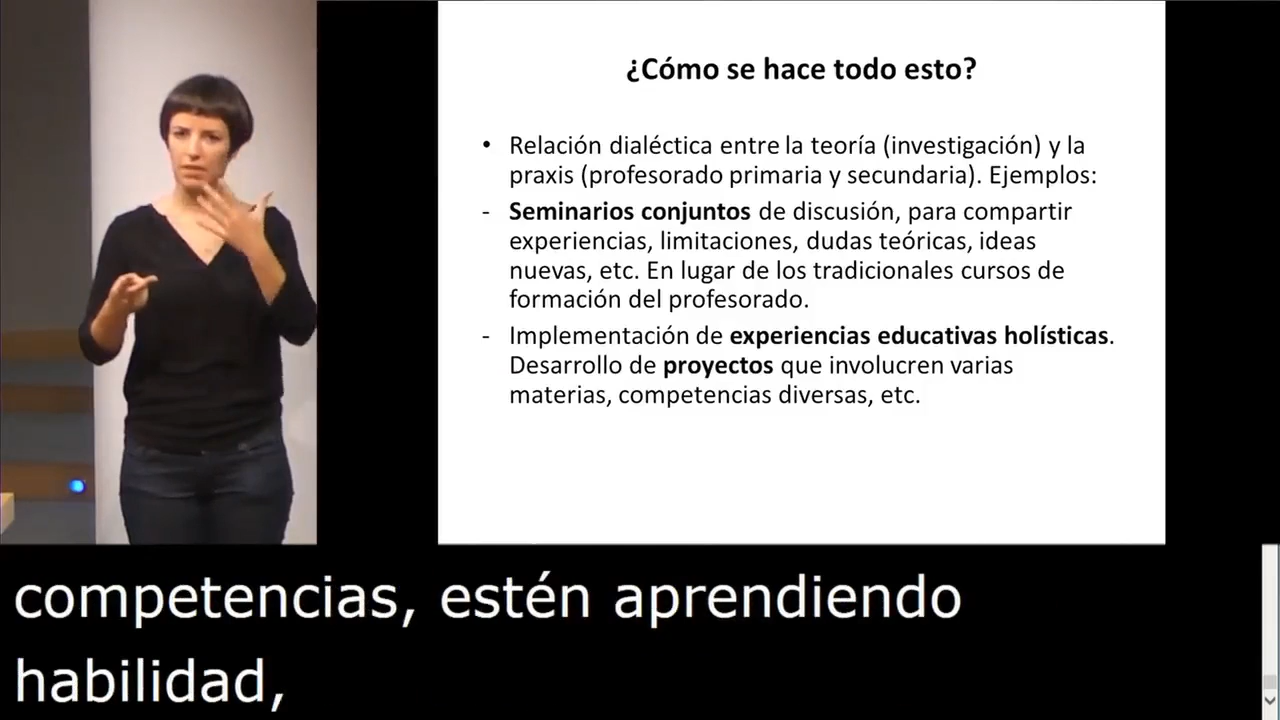 ¿Cómo se hace todo esto?
• Relación dialéctica entre la teoría (investigación) y la
praxis (profesorado primaria y secundaria). Ejemplos:
- Seminarios conjuntos de discusión, para compartir
experiencias, limitaciones, dudas teóricas, ideas
nuevas, etc. En lugar de los tradicionales cursos de
formación del profesorado.
- Implementación de experiencias educativas holísticas.
Desarrollo de proyectos que involucren varias
materias, competencias diversas, etc.
competencias, estén aprendiendo
habilidad,